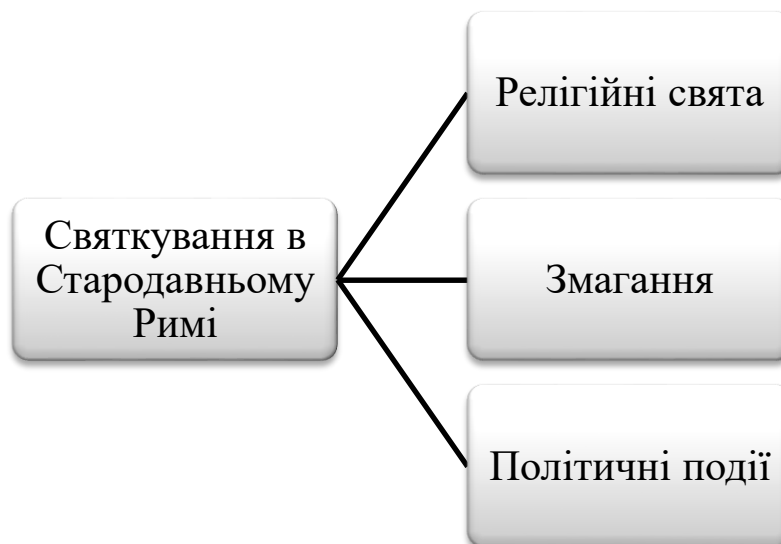 Релігійні свята
Святкування в
Стародавньому
Римі
Змагання
Політичні події